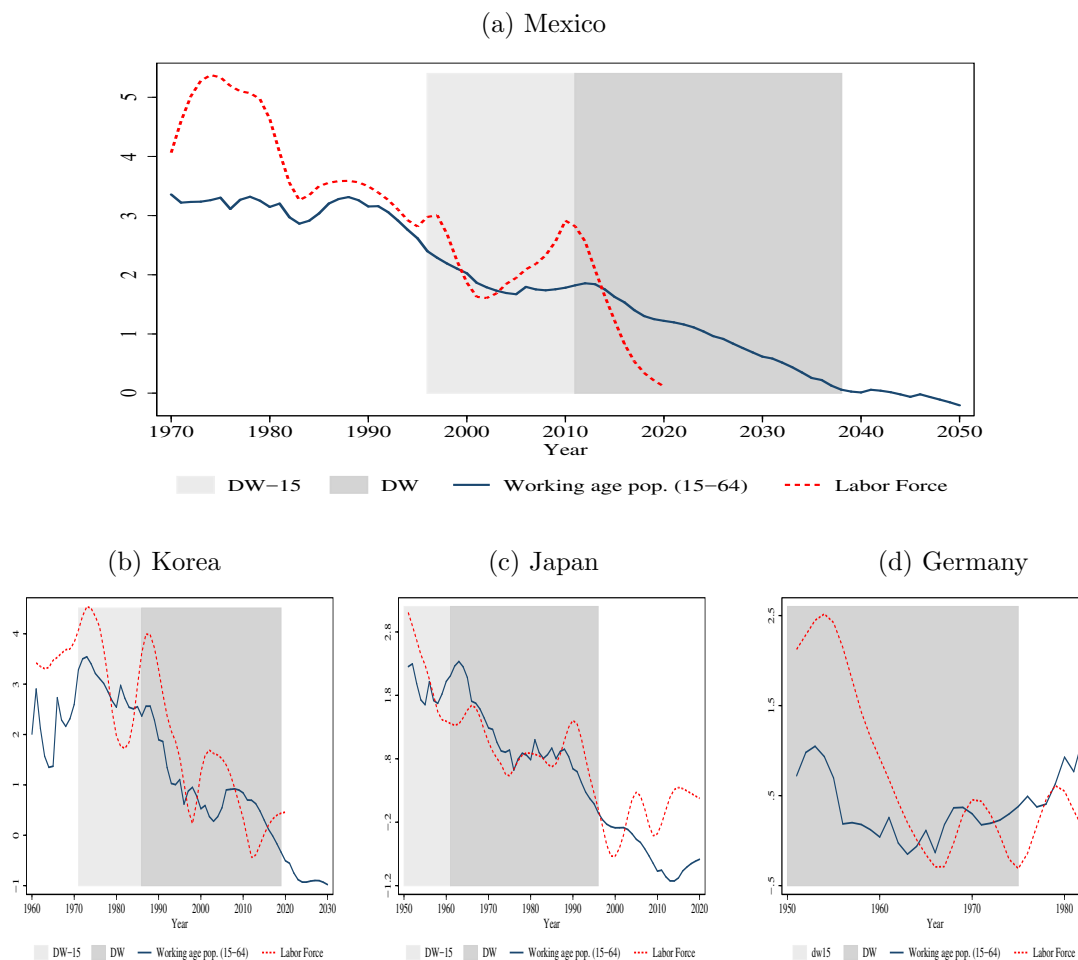 (a) Mexico
5
4
3
2
1
0
1970 1980 1990 2000 2010 2020 2030 2040 2050
Year
DW−15 DW Working age pop. (15−64) Labor Force
(b) Korea
4
3
2
1
0
−1
1960 1970 1980 1990 2000 2010 2020 2030
Year
DW−15 DW Working age pop. (15−64) Labor Force
(c) Japan
2.8
1.8
.8
−.2
−1.2
1950 1960 1970 1980 1990 2000 2010 2020
Year
DW−15 DW Working age pop. (15−64) Labor Force
(d) Germany
2.5
1.5
.5
−.5
1950 1960 1970 1980
Year
dw15 DW Working age pop. (15−64) Labor Force